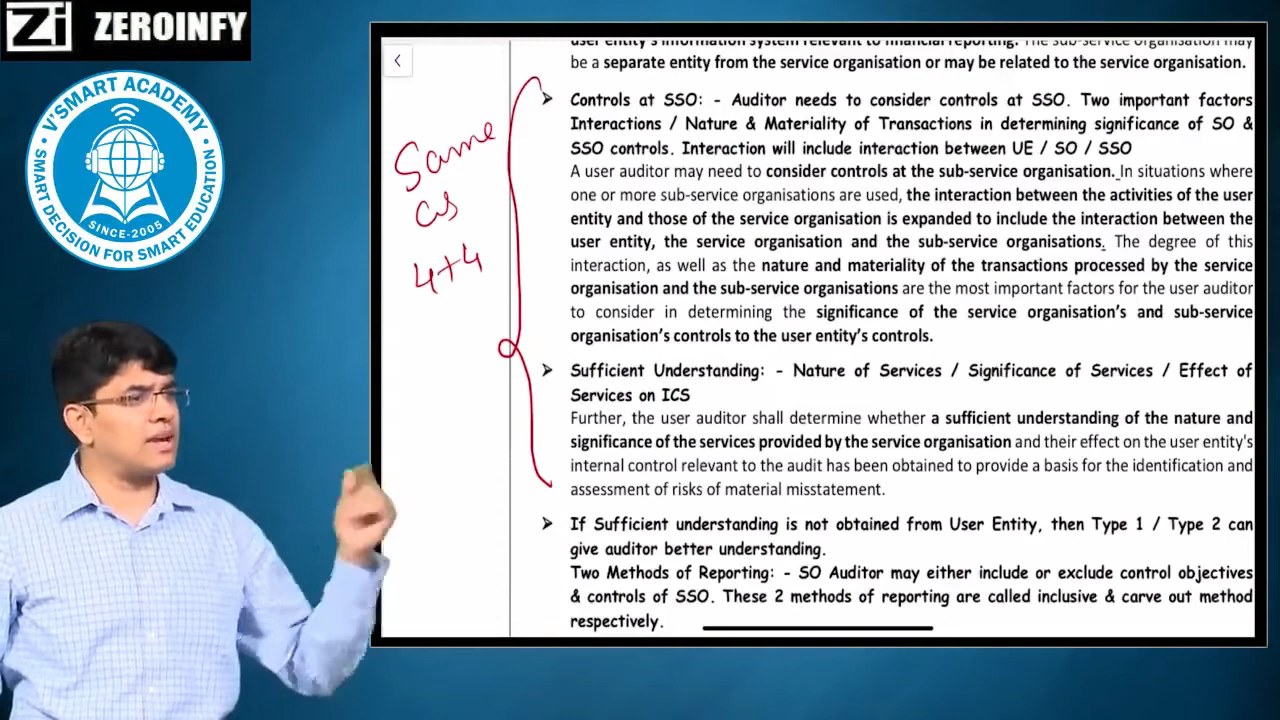 Zi ZEROINFY
V'SMART ACADEMY
SINCE-2005
SMART DECISION FOR SMART EDUCATION
Same
as
4+4
be a separate entity from the service organisation or may be related to the service organisation.
user entity's information system relevant to financial reporting. The sub-service organisation may
➤ Controls at SSO: - Auditor needs to consider controls at SSO. Two important factors
Interactions / Nature & Materiality of Transactions in determining significance of SO &
SSO controls. Interaction will include interaction between UE / SO / SSO
A user auditor may need to consider controls at the sub-service organisation. In situations where
one or more sub-service organisations are used, the interaction between the activities of the user
entity and those of the service organisation is expanded to include the interaction between the
user entity, the service organisation and the sub-service organisations. The degree of this
interaction, as well as the nature and materiality of the transactions processed by the service
organisation and the sub-service organisations are the most important factors for the user auditor
to consider in determining the significance of the service organisation's and sub-service
organisation's controls to the user entity's controls.
➤ Sufficient Understanding: - Nature of Services / Significance of Services / Effect of
Services on ICS
Further, the user auditor shall determine whether a sufficient understanding of the nature and
significance of the services provided by the service organisation and their effect on the user entity's
internal control relevant to the audit has been obtained to provide a basis for the identification and
assessment of risks of material misstatement.
➤ If Sufficient understanding is not obtained from User Entity, then Type 1 / Type 2 can
give auditor better understanding.
Two Methods of Reporting: - SO Auditor may either include or exclude control objectives
& controls of SSO. These 2 methods of reporting are called inclusive & carve out method
respectively.